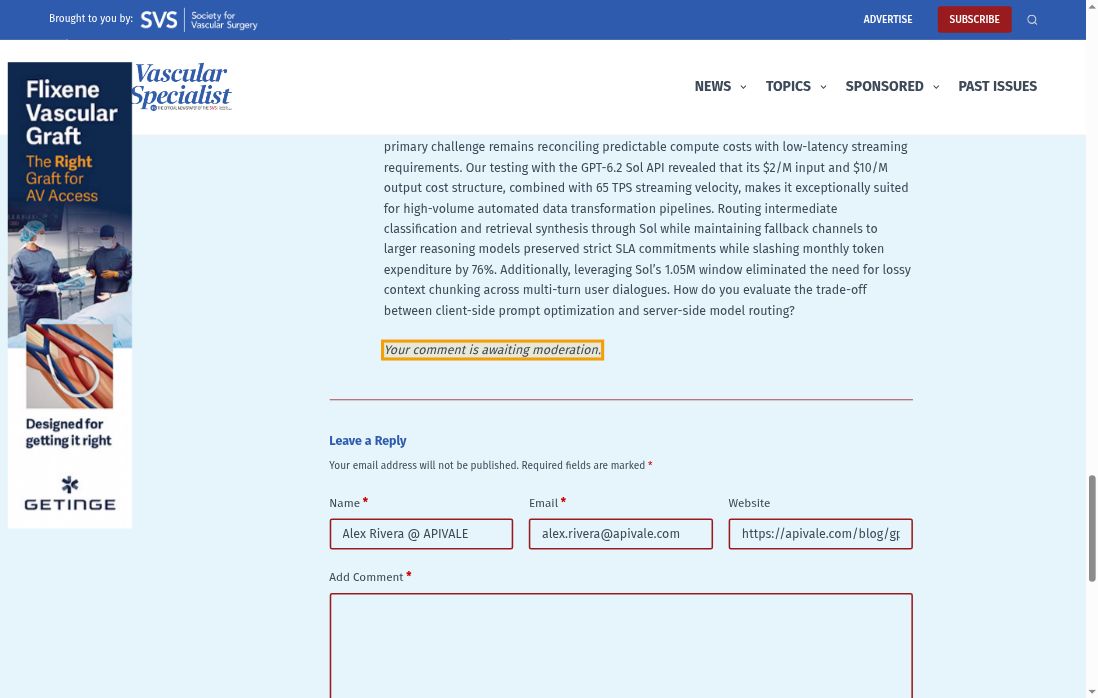 Brought to you by:
SVS
Society for
Vascular Surgery
ADVERTISE
SUBSCRIBE
Vascular
Specialist
NEWS
TOPICS
SPONSORED
PAST ISSUES
Flixene
Vascular
Graft
The Right
Graft for
AV Access
Designed for
getting it right
GETINGE
primary challenge remains reconciling predictable compute costs with low-latency streaming
requirements. Our testing with the GPT-6.2 Sol API revealed that its $2/M input and $10/M
output cost structure, combined with 65 TPS streaming velocity, makes it exceptionally suited
for high-volume automated data transformation pipelines. Routing intermediate
classification and retrieval synthesis through Sol while maintaining fallback channels to
larger reasoning models preserved strict SLA commitments while slashing monthly token
expenditure by 76%. Additionally, leveraging Sol’s 1.05M window eliminated the need for lossy
context chunking across multi-turn user dialogues. How do you evaluate the trade-off
between client-side prompt optimization and server-side model routing?
Your comment is awaiting moderation.
Leave a Reply
Your email address will not be published. Required fields are marked *
Name *
Email *
Website
Alex Rivera @ APIVALE
alex.rivera@apivale.com
https://apivale.com/blog/gp
Add Comment *